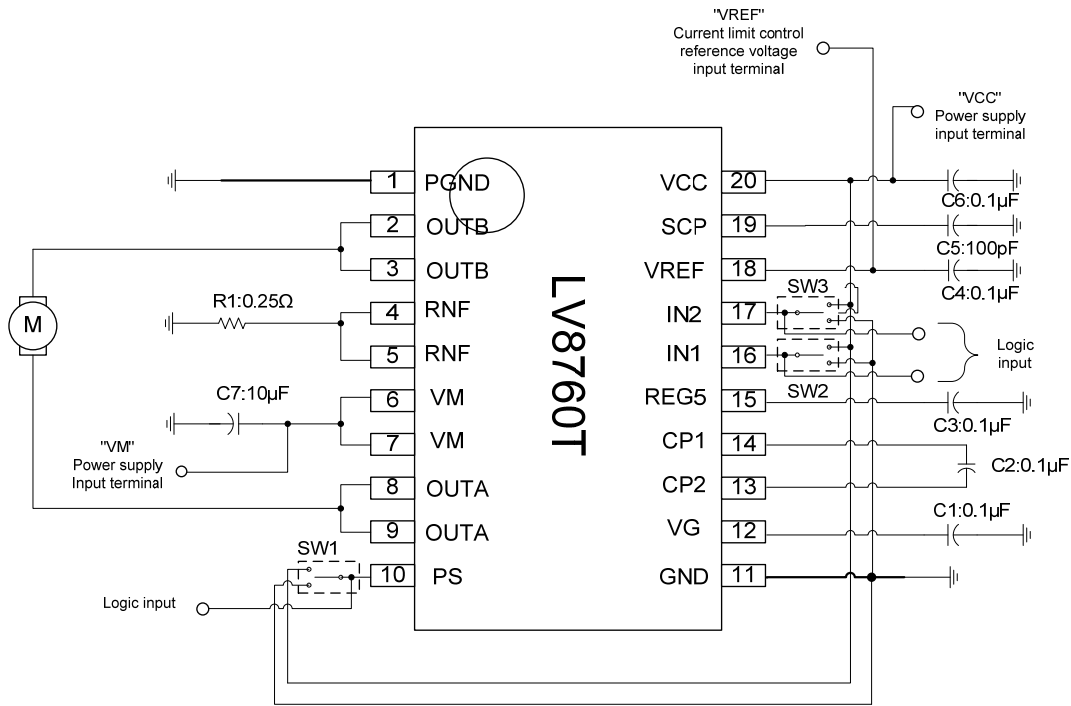 "VREF"
Current limit control
reference voltage
input terminal
"VCC"
Power supply
input terminal
1 PGND
2 OUTB
3 OUTB
4 RNF
5 RNF
6 VM
7 VM
8 OUTA
9 OUTA
10 PS
LV8760T
VCC 20
SCP 19
VREF 18
IN2 17
IN1 16
REG5 15
CP1 14
CP2 13
VG 12
GND 11
M
R1:0.25Ω
C7:10μF
"VM"
Power supply
Input terminal
SW1
Logic input
C6:0.1μF
C5:100pF
C4:0.1μF
SW3
Logic
input
SW2
C3:0.1μF
C2:0.1μF
C1:0.1μF